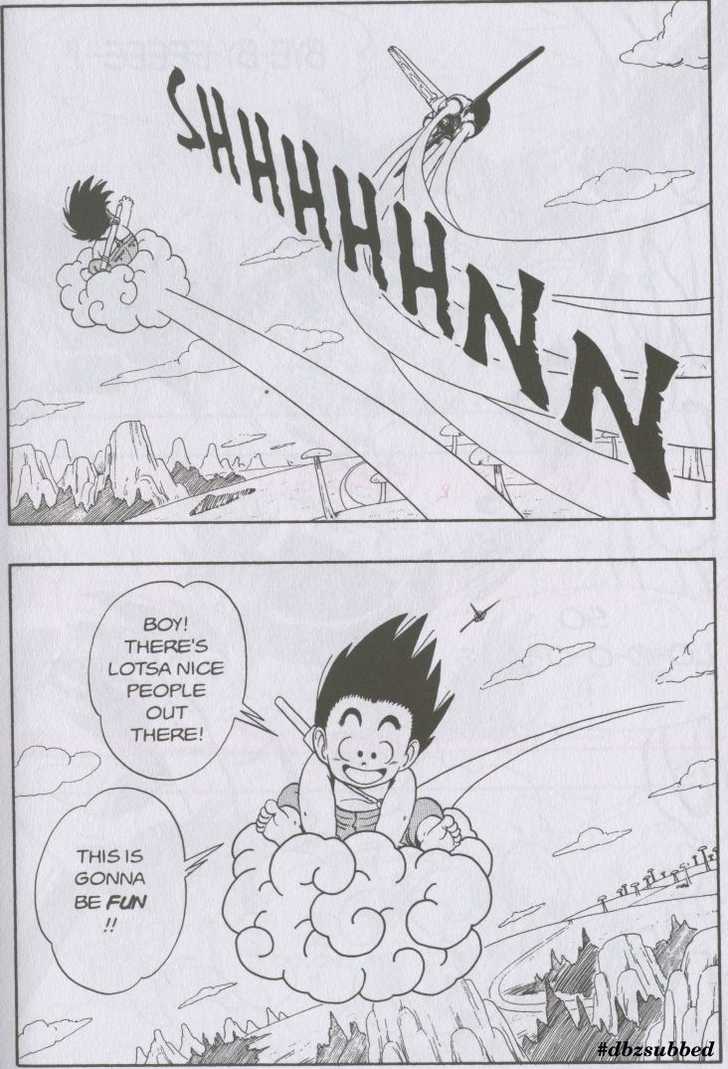 SHHHHHNN
BOY!
THERE'S
LOTSA NICE
PEOPLE
OUT
THERE!
THIS IS
GONNA
BE FUN
!!
#dbzsubbed